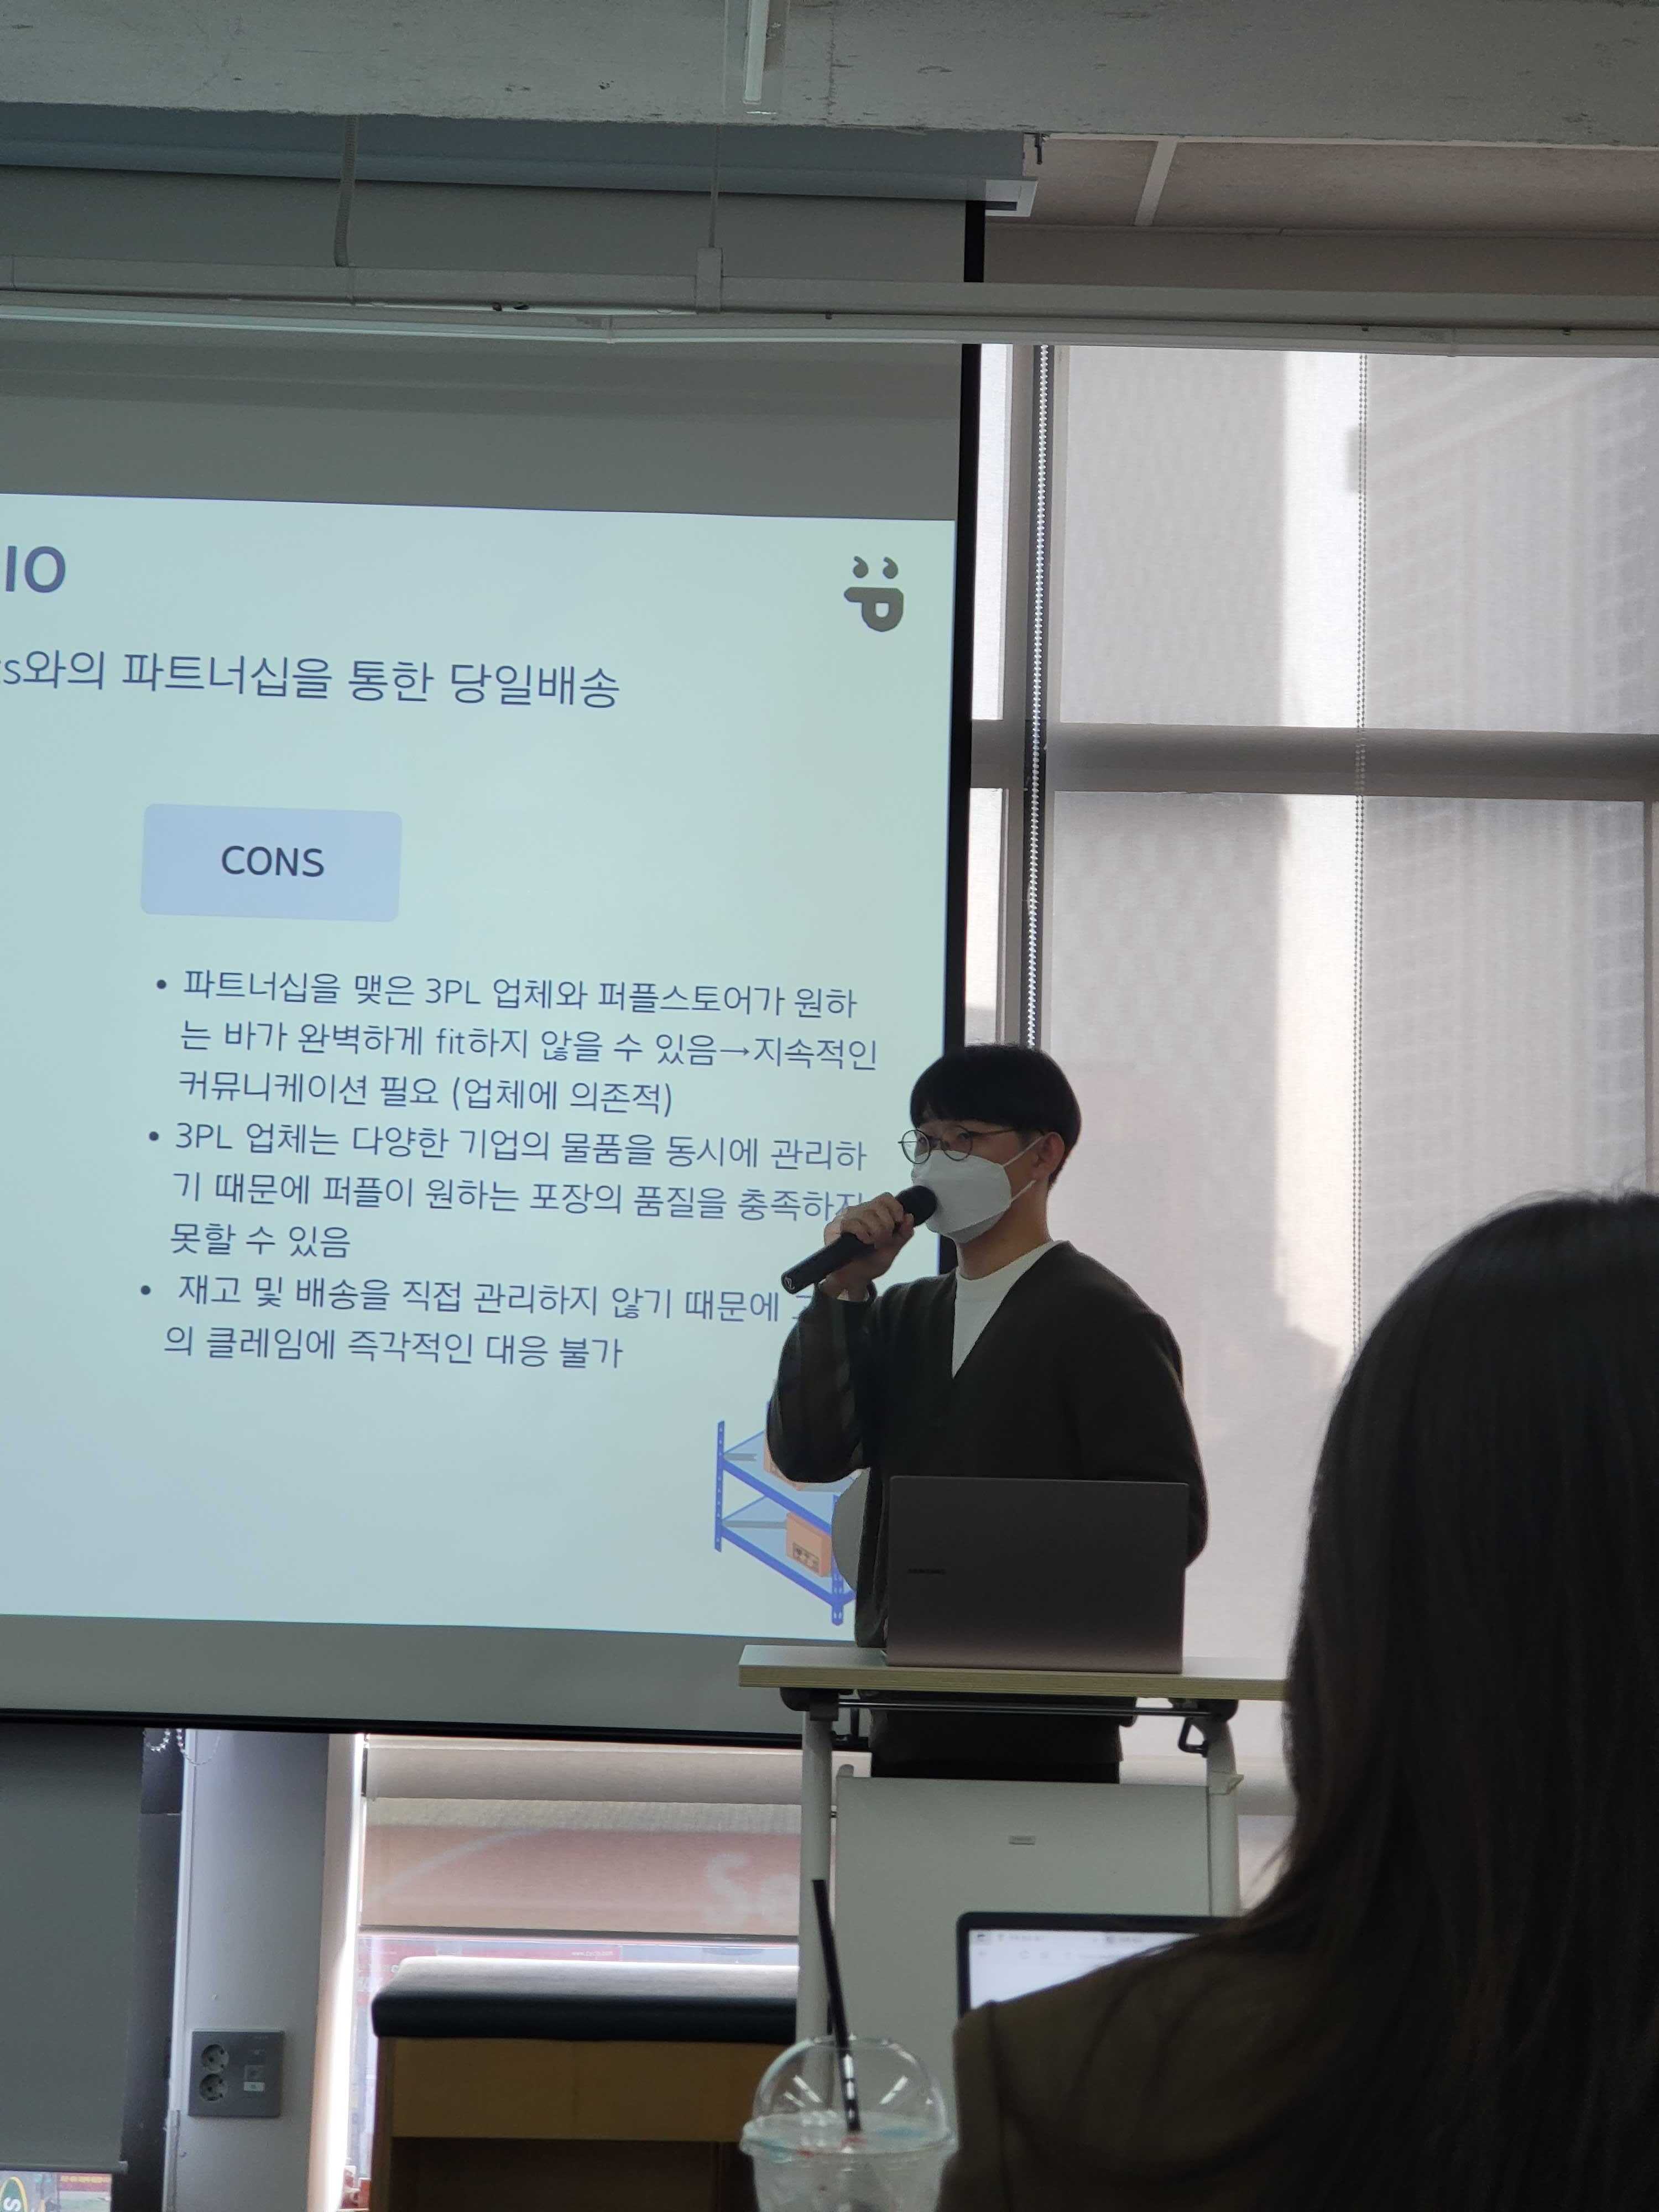 IO
s와의 파트너십을 통한 당일배송
CONS
• 파트너십을 맺은 3PL 업체와 퍼플스토어가 원하
는 바가 완벽하게 fit하지 않을 수 있음→지속적인
커뮤니케이션 필요 (업체에 의존적)
• 3PL 업체는 다양한 기업의 물품을 동시에 관리하
기 때문에 퍼플이 원하는 포장의 품질을 충족하지
못할 수 있음
• 재고 및 배송을 직접 관리하지 않기 때문에
의 클레임에 즉각적인 대응 불가
SAMSUNG